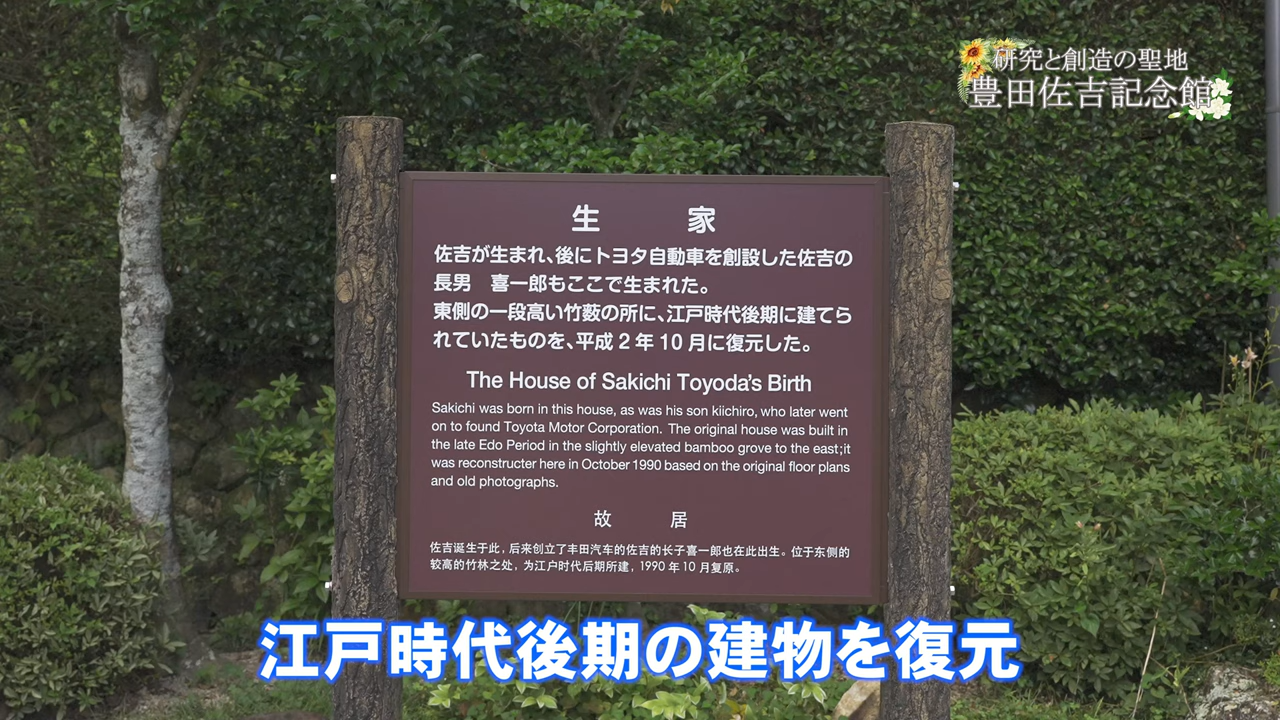 研究と創造の聖地
豊田佐吉記念館
生 家
佐吉が生まれ、後にトヨタ自動車を創設した佐吉の
長男 喜一郎もここで生まれた。
東側の一段高い竹薮の所に、江戸時代後期に建てら
れていたものを、平成2年10月に復元した。
The House of Sakichi Toyoda's Birth
Sakichi was born in this house, as was his son kiichiro, who later went
on to found Toyota Motor Corporation. The original house was built in
the late Edo Period in the slightly elevated bamboo grove to the east;it
was reconstructer here in October 1990 based on the original floor plans
and old photographs.
故 居
佐吉诞生于此，后来创立了丰田汽车的佐吉的长子喜一郎也在此出生。位于东侧的
较高的竹林之处，为江户时代后期所建，1990年10月复原。
江戸時代後期の建物を復元